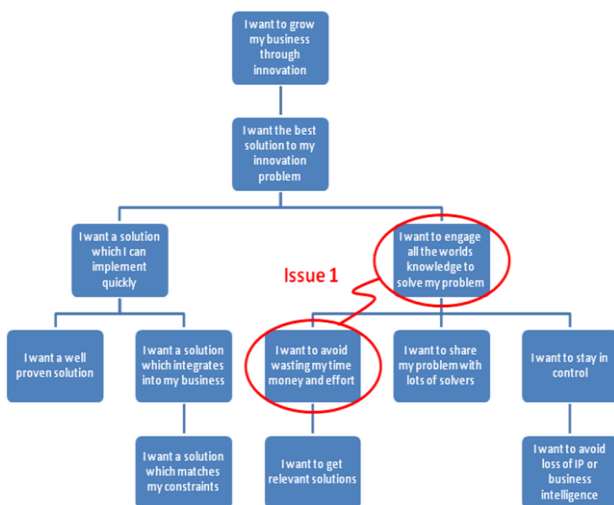 I want to grow
my business
through
innovation
I want the best
solution to my
innovation
problem
I want a solution
which I can
implement
quickly
I want to engage
all the worlds
knowledge to
solve my problem
Issue 1
I want a well
proven solution
I want a solution
which integrates
into my business
I want to avoid
wasting my time
money and effort
I want to share
my problem with
lots of solvers
I want to stay in
control
I want a solution
which matches
my constraints
I want to get
relevant solutions
I want to avoid
loss of IP or
business
intelligence